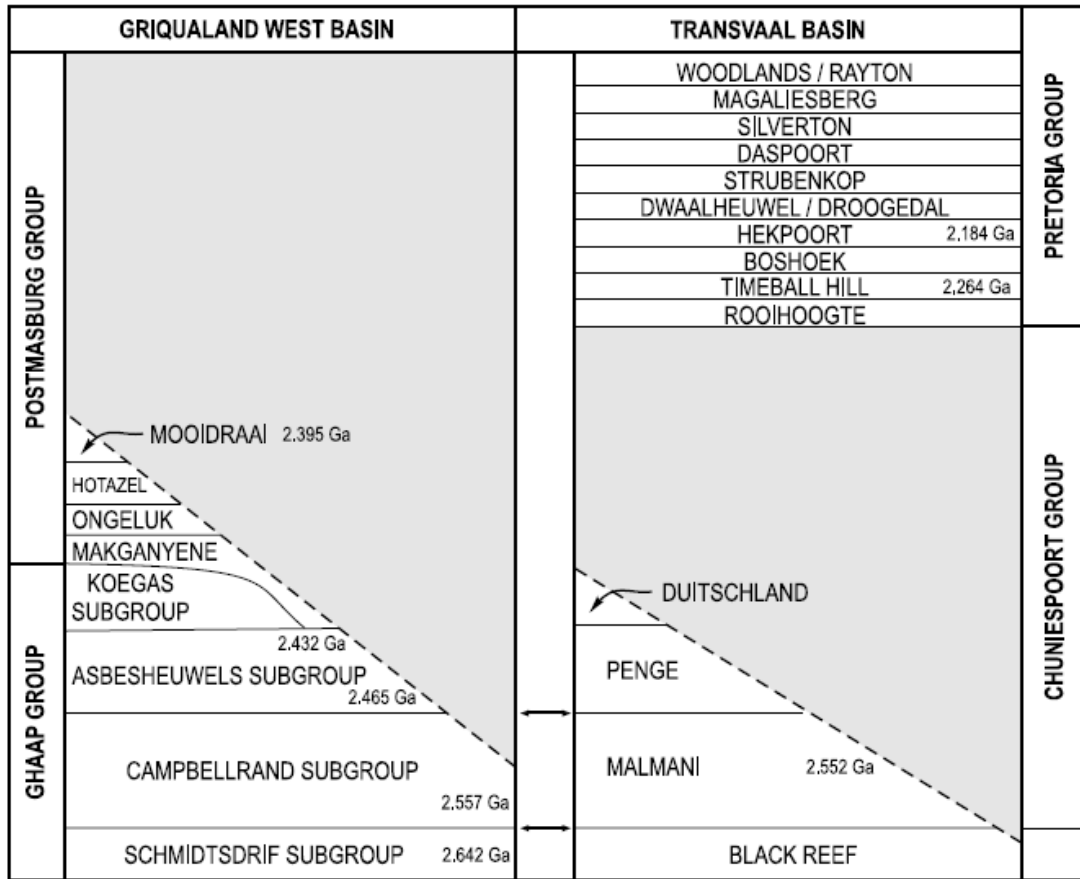 GRIQUALAND WEST BASIN
TRANSVAAL BASIN
POSTMASBURG GROUP
GHAAP GROUP
MOOIDRAAI 2.395 Ga
HOTAZEL
ONGELUK
MAKGANYENE
KOEGAS
SUBGROUP
2.432 Ga
ASBESHEUWELS SUBGROUP
2.465 Ga
CAMPBELLRAND SUBGROUP
2.557 Ga
SCHMIDTSDRIF SUBGROUP 2.642 Ga
WOODLANDS / RAYTON
MAGALIESBERG
SILVERTON
DASPOORT
STRUBENKOP
DWAALHEUWEL / DROOGEDAL
HEKPOORT 2.184 Ga
BOSHOEK
TIMEBALL HILL 2.264 Ga
ROOIHOOGTE
DUITSCHLAND
PENGE
MALMANI 2.552 Ga
BLACK REEF
PRETORIA GROUP
CHUNIESPOORT GROUP